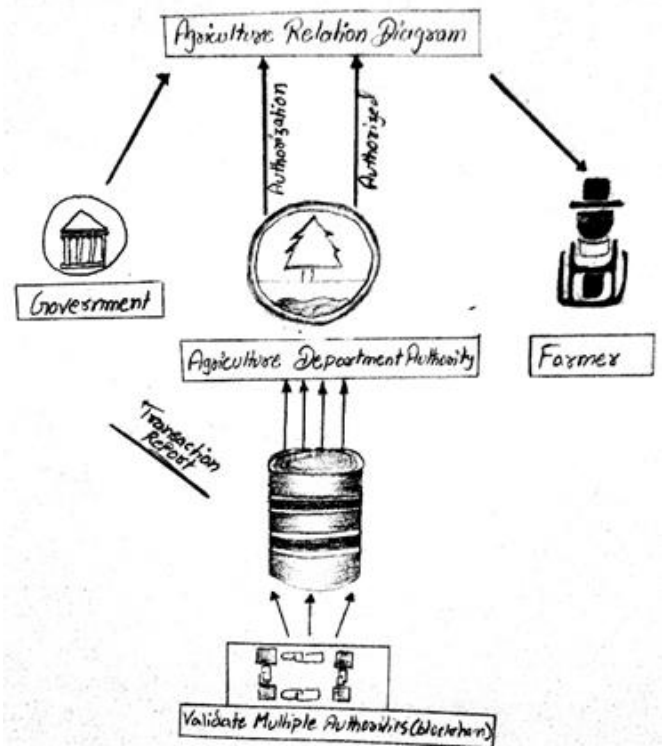 Agriculture Relation Diagram
Authorization
Authorized
Government
Agriculture Department Authority
Farmer
Transaction
Report
Validate Multiple Authorities(blockchain)